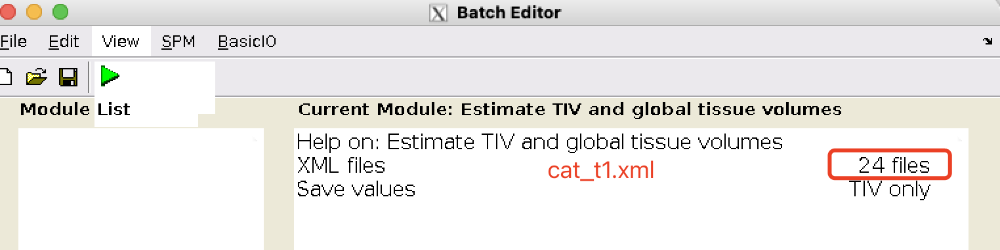 Batch Editor
File Edit View SPM BasicIO
Module List
Current Module: Estimate TIV and global tissue volumes
Help on: Estimate TIV and global tissue volumes
XML files cat_t1.xml 24 files
Save values TIV only